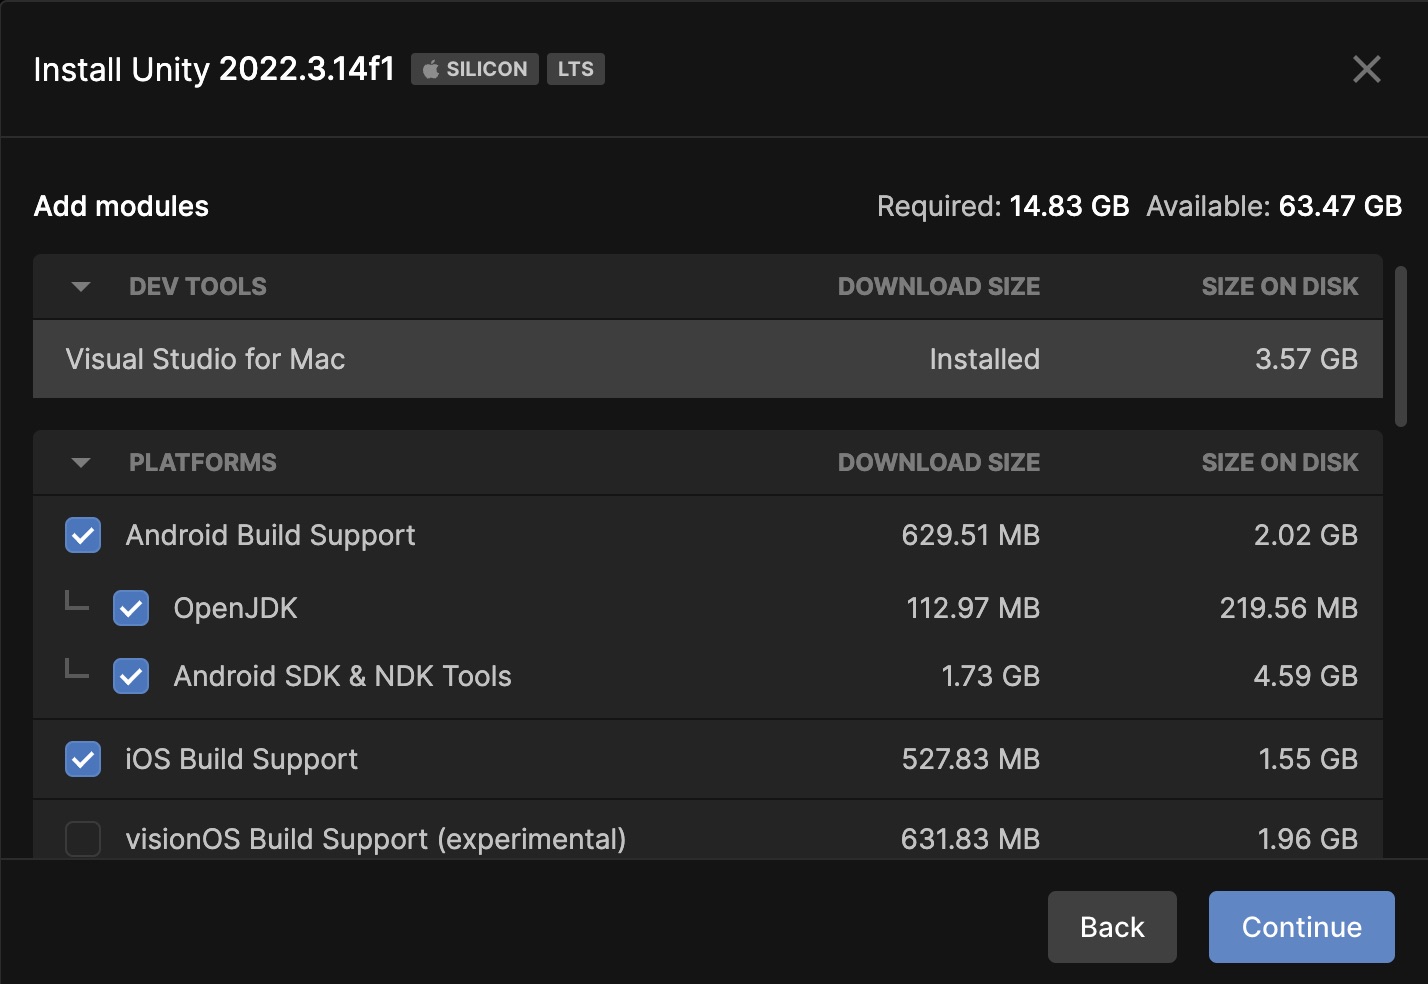 Install Unity 2022.3.14f1 SILICON LTS
Add modules Required: 14.83 GB Available: 63.47 GB
DEV TOOLS DOWNLOAD SIZE SIZE ON DISK
Visual Studio for Mac Installed 3.57 GB
PLATFORMS DOWNLOAD SIZE SIZE ON DISK
Android Build Support 629.51 MB 2.02 GB
OpenJDK 112.97 MB 219.56 MB
Android SDK & NDK Tools 1.73 GB 4.59 GB
iOS Build Support 527.83 MB 1.55 GB
visionOS Build Support (experimental) 631.83 MB 1.96 GB
Back Continue